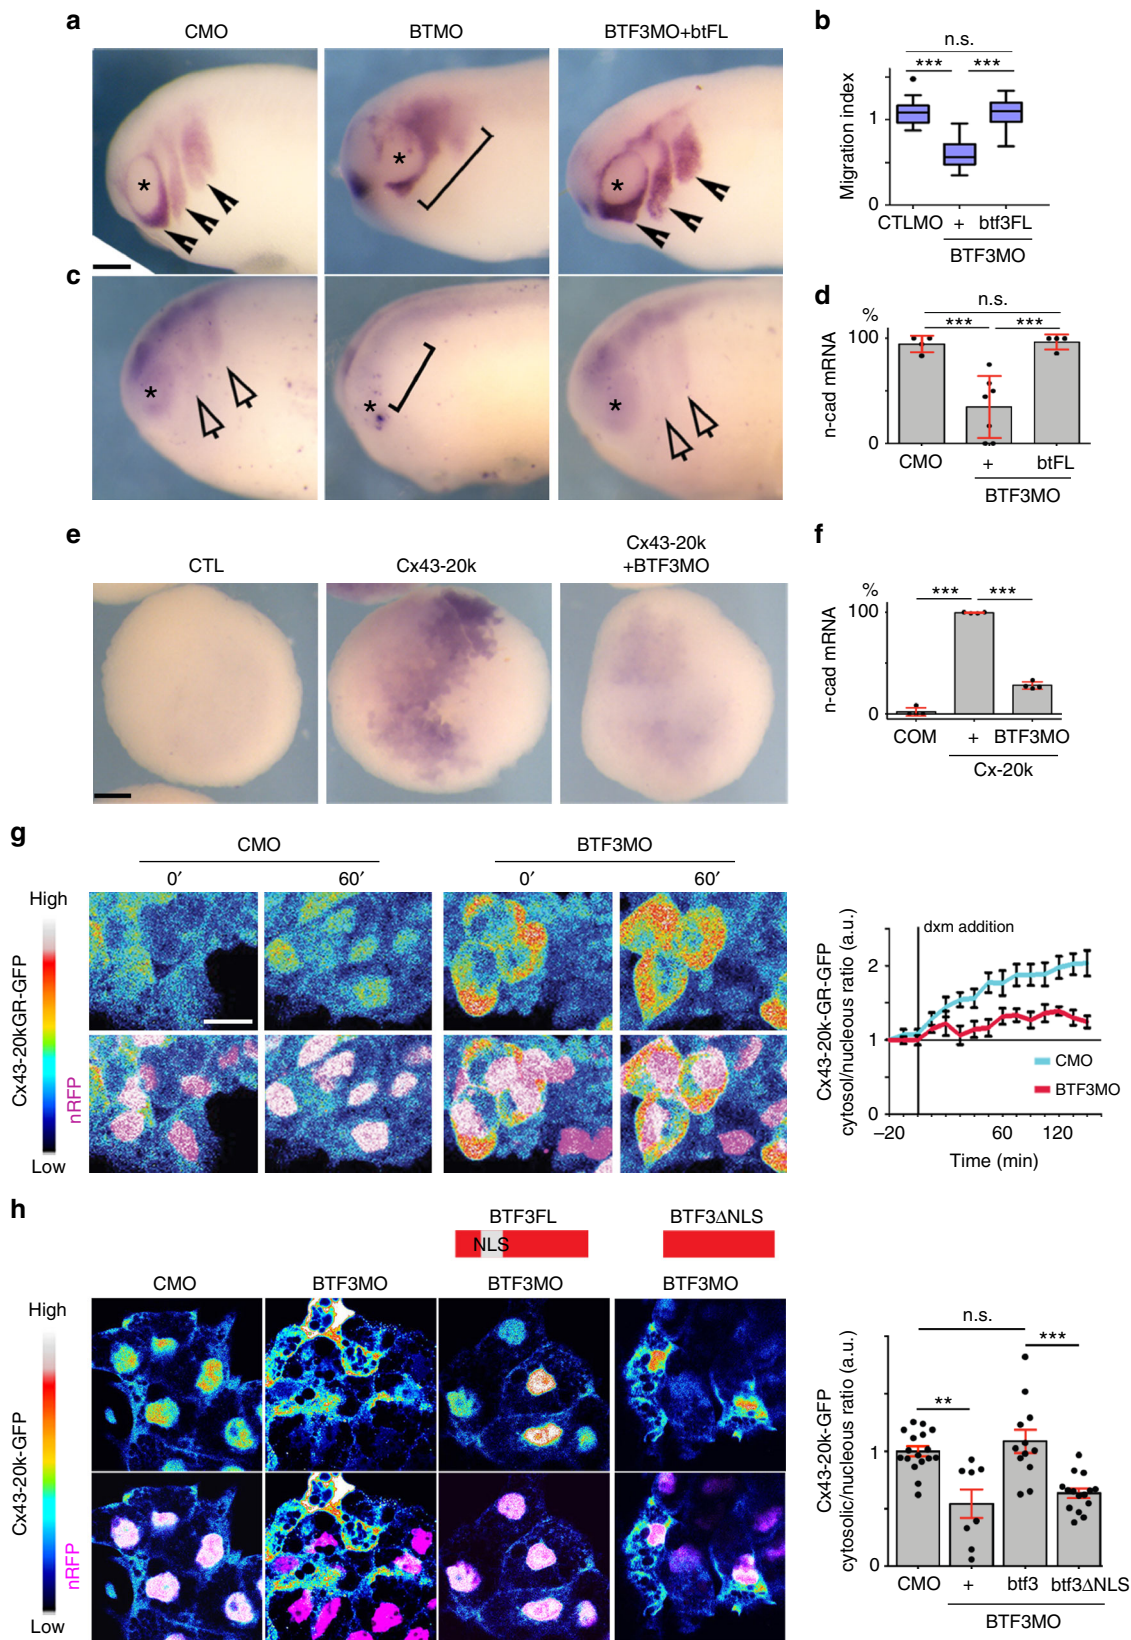 a
CMO
BTMO
BTF3MO+btFL
*
*
*
b
n.s.
*** ***
Migration index
1
0
CTLMO + btf3FL
BTF3MO
c
*
*
*
d
n.s.
%
*** ***
100
n-cad mRNA
0
CMO + btFL
BTF3MO
e
CTL
Cx43-20k
Cx43-20k
+BTF3MO
f
%
*** ***
100
n-cad mRNA
0
COM + BTF3MO
Cx-20k
g
CMO
BTF3MO
0′ 60′ 0′ 60′
High
Cx43-20kGR-GFP
nRFP
Low
dxm addition
Cx43-20k-GR-GFP
cytosol/nucleous ratio (a.u.)
2
1
0
CMO
BTF3MO
–20 60 120
Time (min)
h
BTF3FL
NLS
BTF3ΔNLS
CMO
BTF3MO
BTF3MO
BTF3MO
High
Cx43-20k-GFP
nRFP
Low
n.s.
***
**
Cx43-20k-GFP
cytosolic/nucleous ratio (a.u.)
1
0
CMO + btf3 btf3ΔNLS
BTF3MO